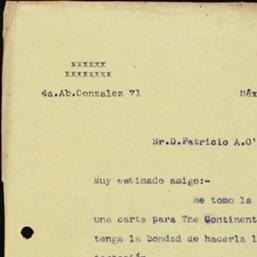 xxxxxx
xxxxxxxx
4a.Ab.Gonzalez 71 Méx
Sr.D.Patricio A.O'
Muy estimado amigo:-
Me tomo la
una carta para The Continent
tenga la bondad de hacerla l